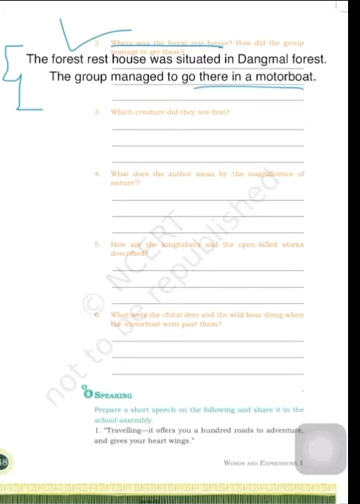 2. Where was the forest rest-house? How did the group
manage to get there?
The forest rest house was situated in Dangmal forest.
The group managed to go there in a motorboat.
3. Which creature did they see first?
4. What does the author mean by 'the magnificence of
nature'?
5. How are the kingfishers and the open-billed storks
described?
6. What were the chital deer and the wild boar doing when
the motorboat went past them?
© NCERT
not to be republished
SPEAKING
Prepare a short speech on the following and share it in the
school assembly.
1. "Travelling—it offers you a hundred roads to adventure,
and gives your heart wings."
WORDS AND EXPRESSIONS 1